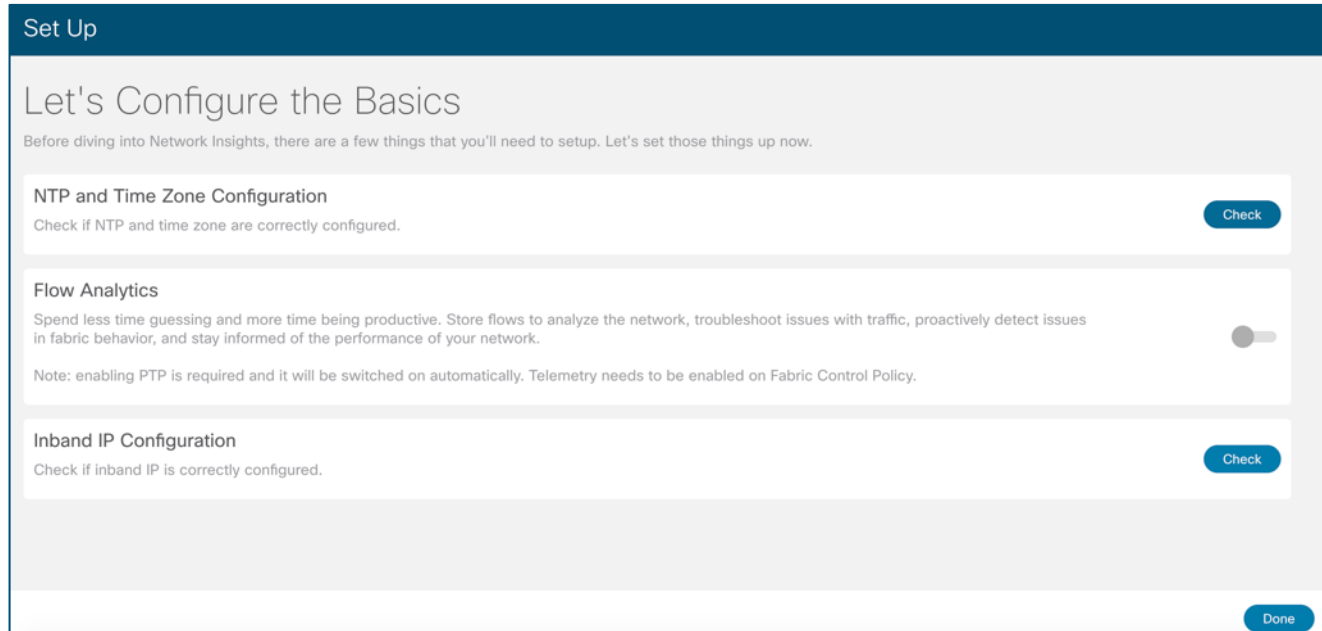 Set Up
Let's Configure the Basics
Before diving into Network Insights, there are a few things that you'll need to setup. Let's set those things up now.
NTP and Time Zone Configuration
Check if NTP and time zone are correctly configured.
Check
Flow Analytics
Spend less time guessing and more time being productive. Store flows to analyze the network, troubleshoot issues with traffic, proactively detect issues
in fabric behavior, and stay informed of the performance of your network.
Note: enabling PTP is required and it will be switched on automatically. Telemetry needs to be enabled on Fabric Control Policy.
Inband IP Configuration
Check if inband IP is correctly configured.
Check
Done